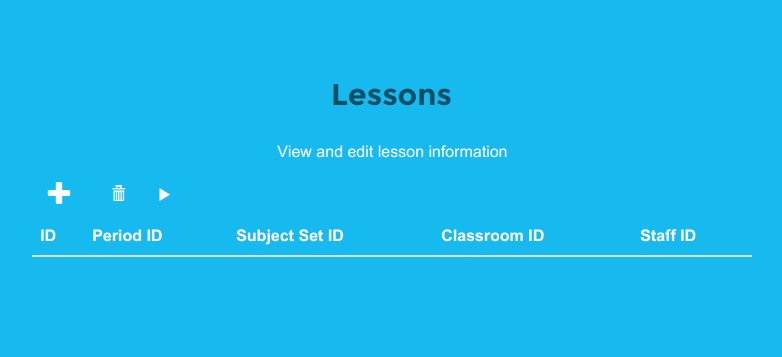 Lessons
View and edit lesson information
ID Period ID Subject Set ID Classroom ID Staff ID